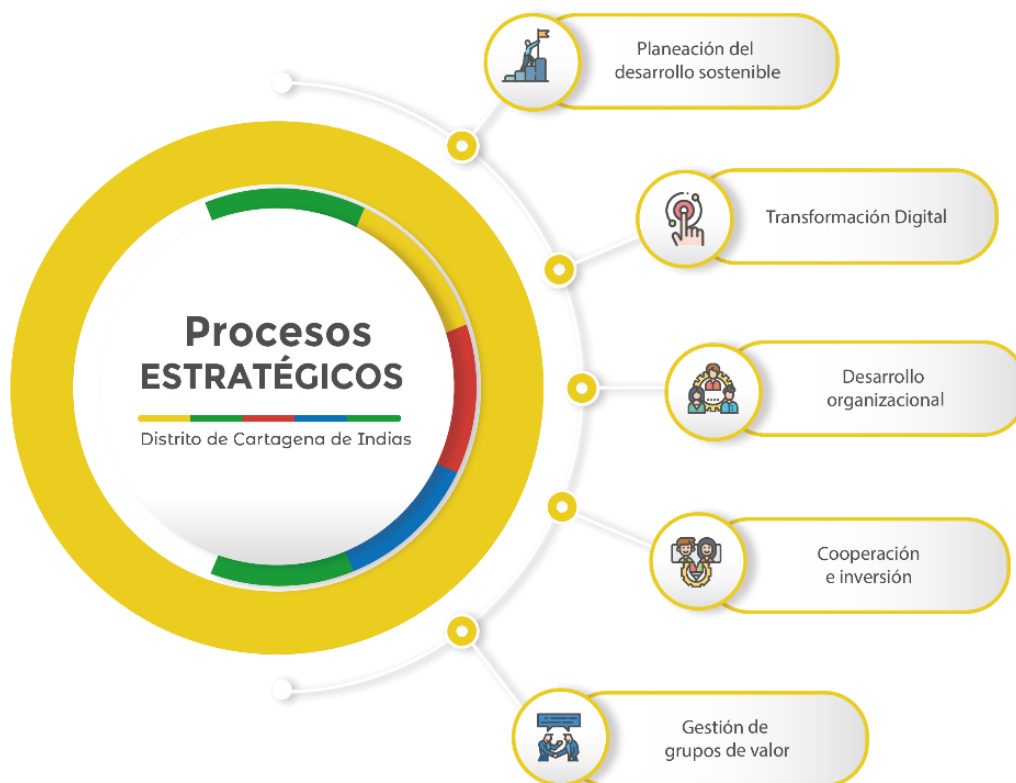 Procesos
ESTRATÉGICOS
Distrito de Cartagena de Indias
Planeación del
desarrollo sostenible
Transformación Digital
Desarrollo
organizacional
Cooperación
e inversión
Gestión de
grupos de valor